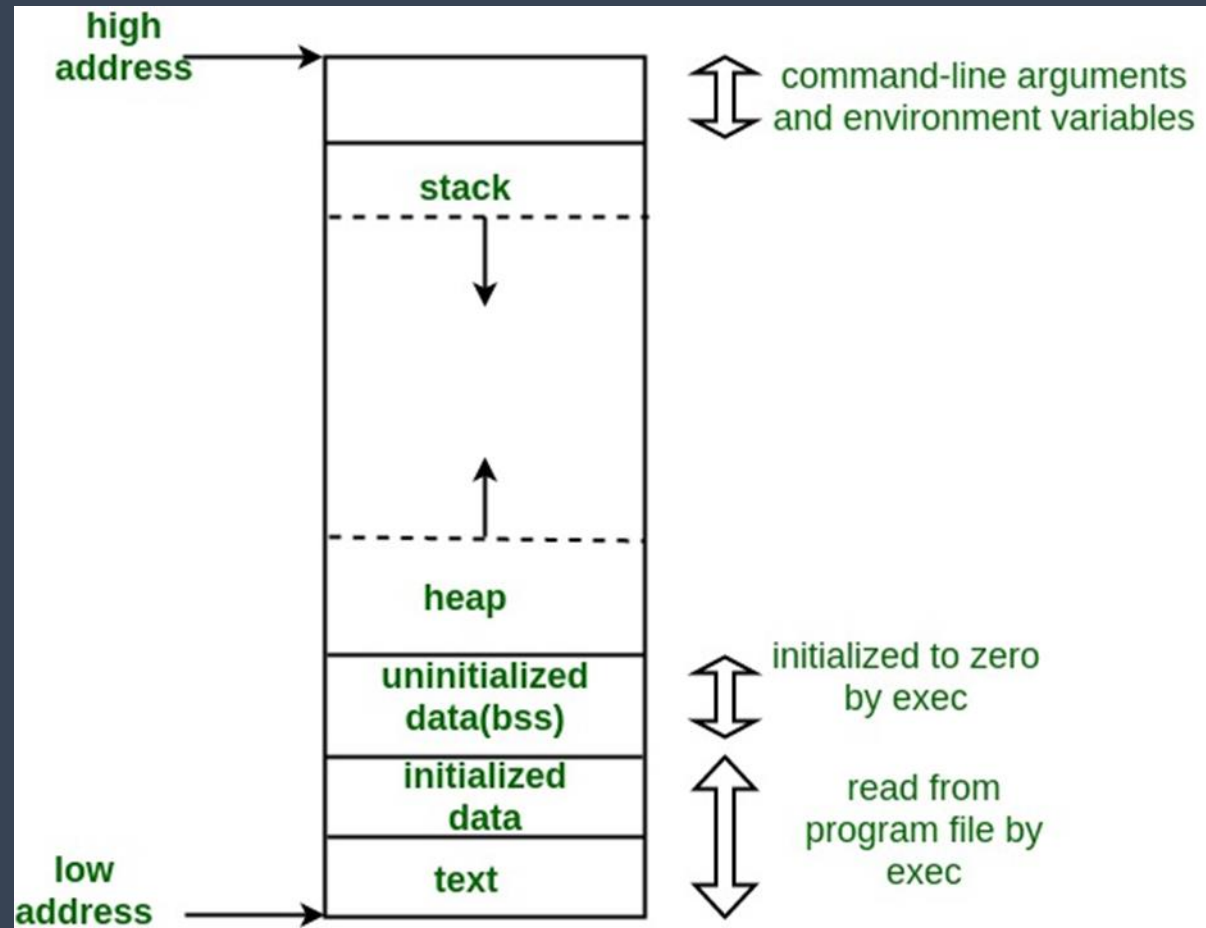 high
address
command-line arguments
and environment variables
stack
heap
uninitialized
data(bss)
initialized to zero
by exec
initialized
data
read from
program file by
exec
text
low
address